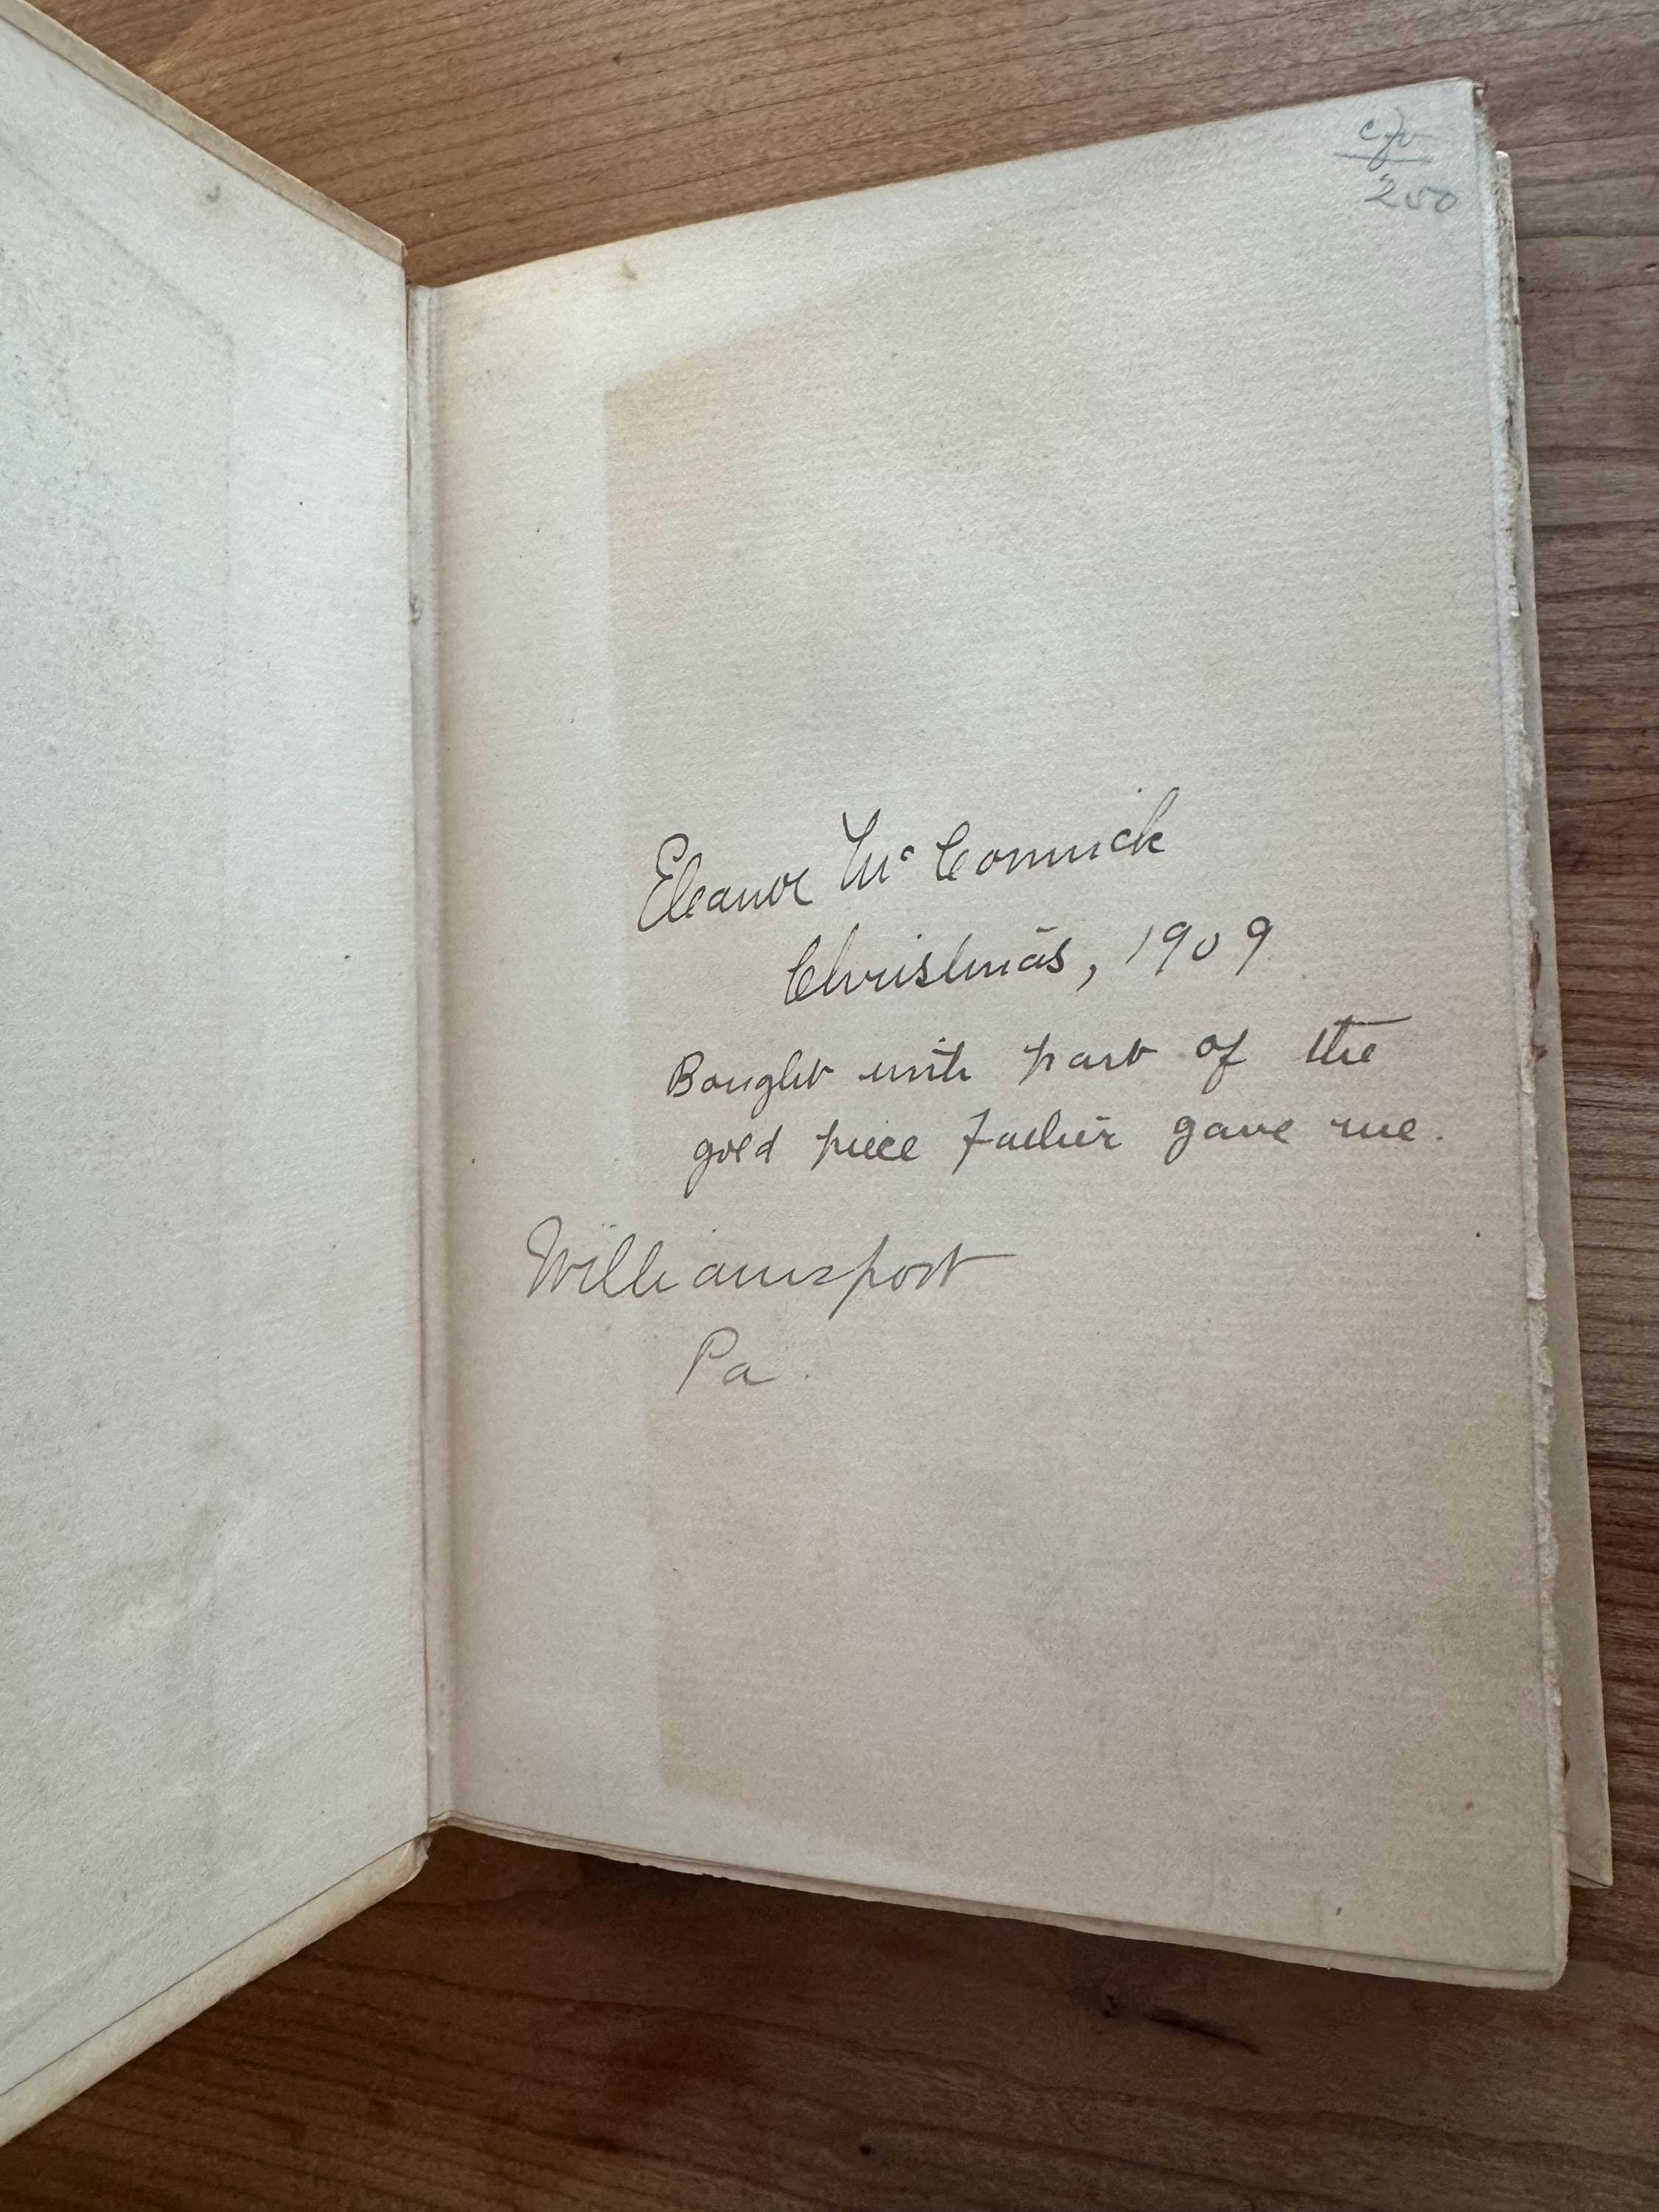 250
Eleanor McCormick
Christmas, 1909
Bought with part of the
gold piece Father gave me.
Williamsport
Pa.